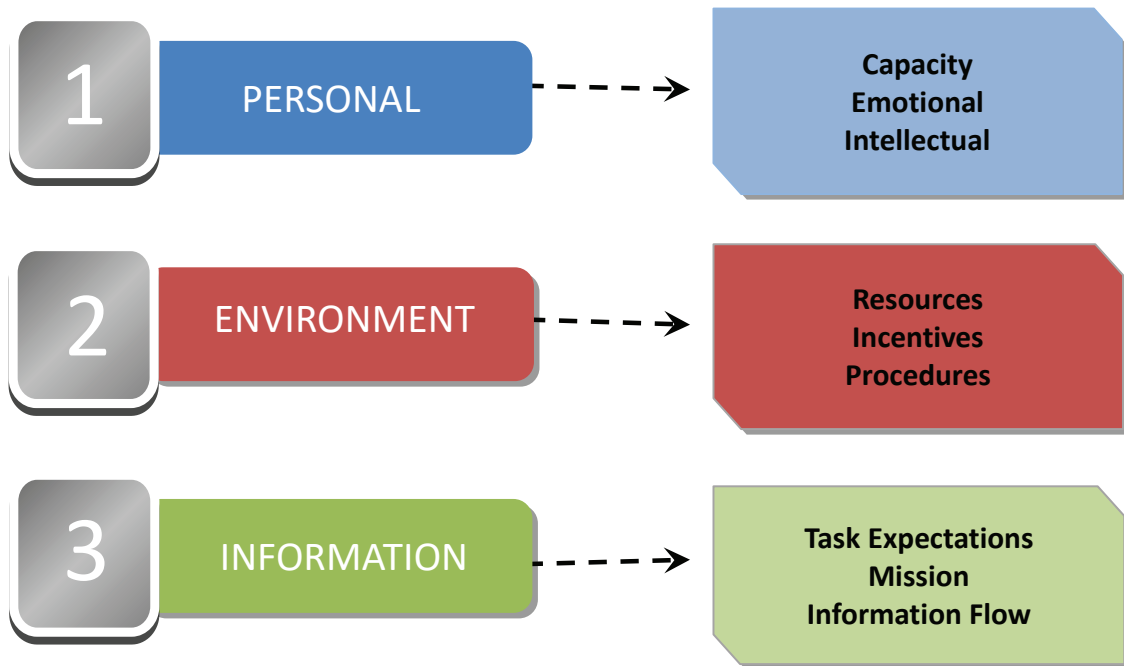 1
PERSONAL
Capacity
Emotional
Intellectual
2
ENVIRONMENT
Resources
Incentives
Procedures
3
INFORMATION
Task Expectations
Mission
Information Flow